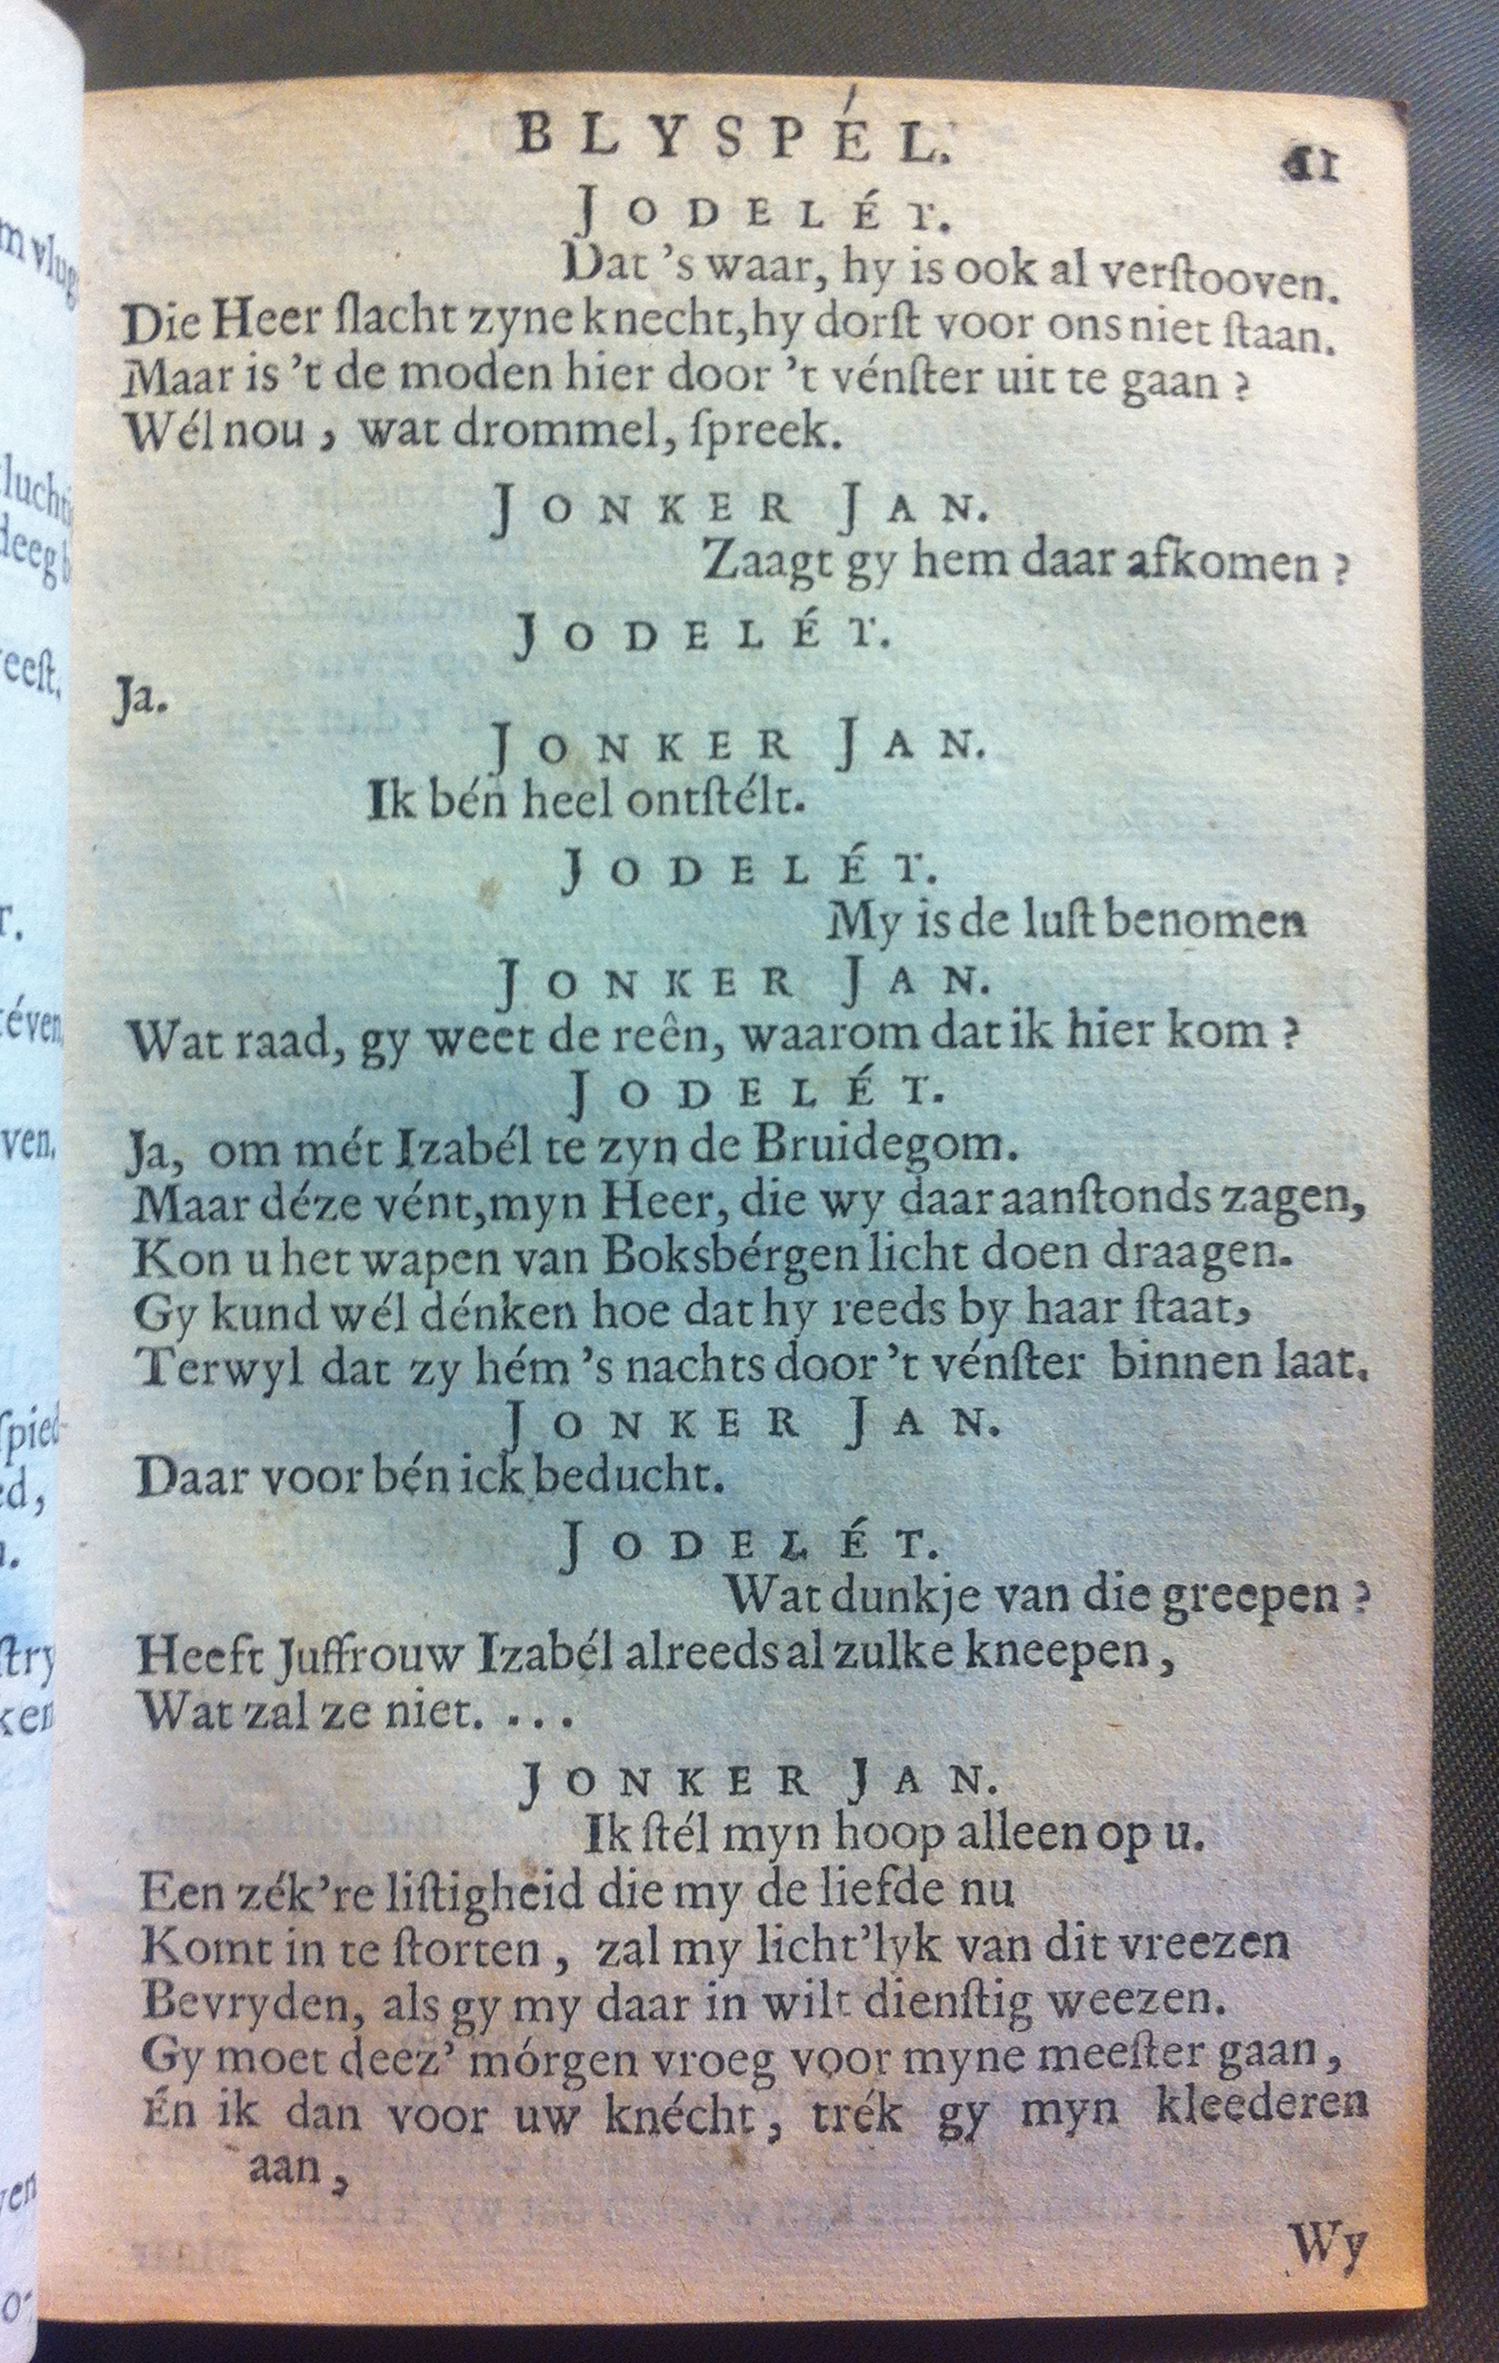 BLYSPÉL. 11
JODELÉT.
Dat 's waar, hy is ook al verſtooven.
Die Heer ſlacht zyne knecht, hy dorſt voor ons niet ſtaan.
Maar is 't de moden hier door 't vénſter uit te gaan?
Wél nou, wat drommel, ſpreek.
JONKER JAN.
Zaagt gy hem daar afkomen?
JODELÉT.
Ja.
JONKER JAN.
Ik bén heel ontſtélt.
JODELÉT.
My is de luſt benomen
JONKER JAN.
Wat raad, gy weet de reên, waarom dat ik hier kom?
JODELÉT.
Ja, om mét Izabél te zyn de Bruidegom.
Maar déze vént, myn Heer, die wy daar aanſtonds zagen,
Kon u het wapen van Boksbérgen licht doen draagen.
Gy kund wél dénken hoe dat hy reeds by haar ſtaat,
Terwyl dat zy hém 's nachts door 't vénſter binnen laat.
JONKER JAN.
Daar voor bén ick beducht.
JODELÉT.
Wat dunkje van die greepen?
Heeft Juffrouw Izabél alreeds al zulke kneepen,
Wat zal ze niet. . . .
JONKER JAN.
Ik ſtél myn hoop alleen op u.
Een zék're liſtigheid die my de liefde nu
Komt in te ſtorten, zal my licht'lyk van dit vreezen
Bevryden, als gy my daar in wilt dienſtig weezen.
Gy moet deez' mórgen vroeg voor myne meeſter gaan,
Én ik dan voor uw knécht, trék gy myn kleederen
aan,
Wy